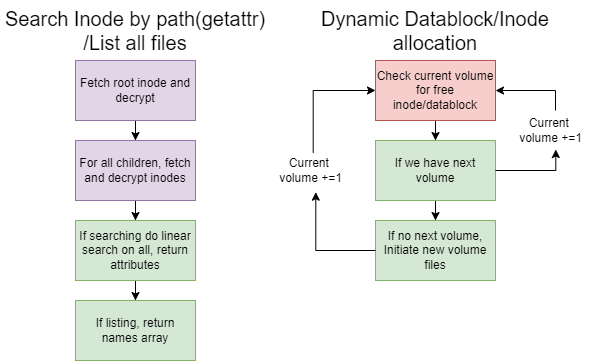 Search Inode by path(getattr)
/List all files
Fetch root inode and
decrypt
For all children, fetch
and decrypt inodes
If searching do linear
search on all, return
attributes
If listing, return
names array
Dynamic Datablock/Inode
allocation
Check current volume
for free
inode/datablock
Current
volume +=1
Current
volume +=1
If we have next
volume
If no next volume,
Initiate new volume
files